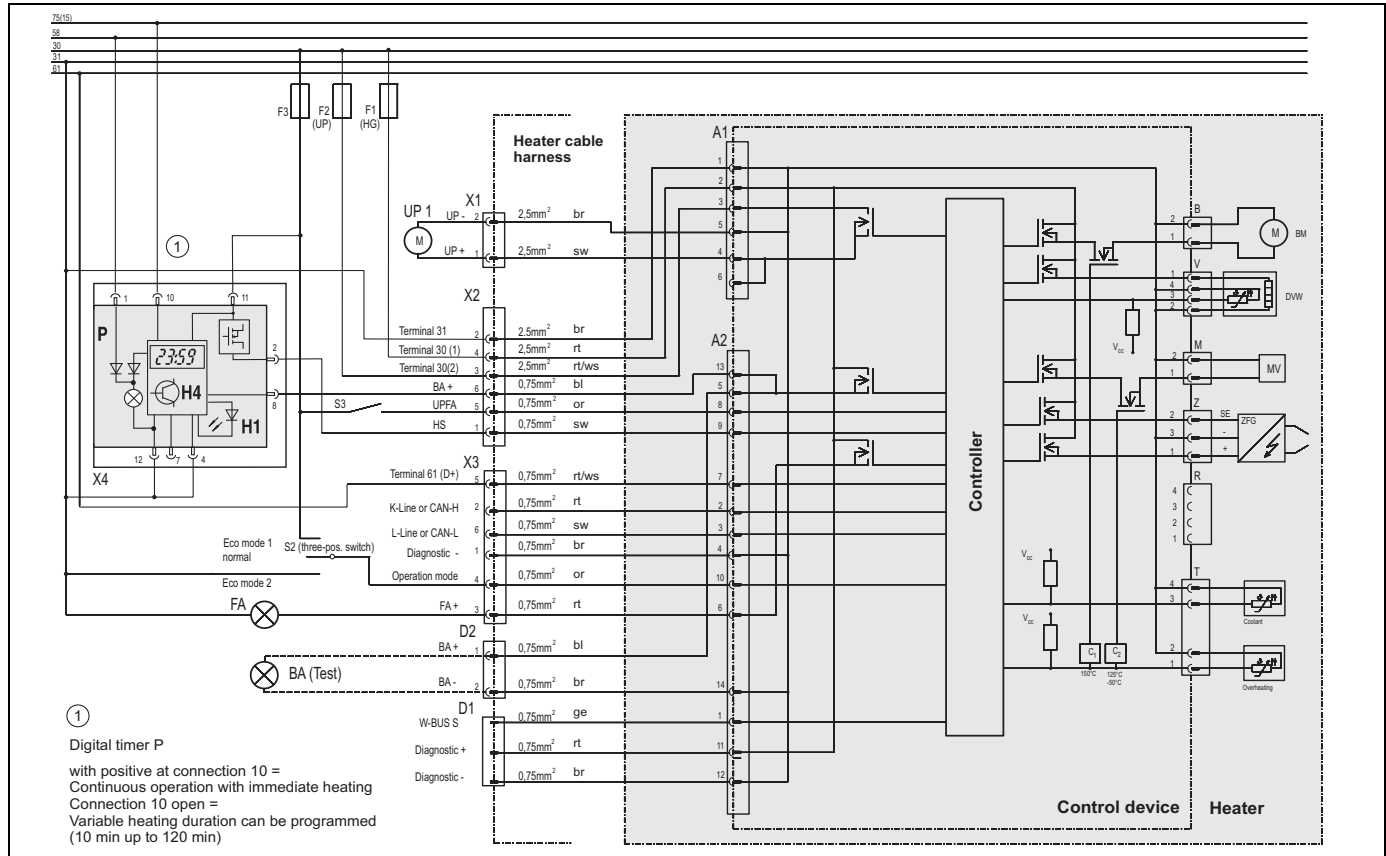 75(15)
58
30
31
61
F3
F2
(UP)
F1
(HG)
Heater cable
harness
A1
1
2
3
5
4
6
X1
UP 1
UP - 2
2,5mm² br
M
UP + 1
2,5mm² sw
1
1
10
11
P
23:59
H4
H1
2
8
12
7
4
X4
X2
Terminal 31 2 2.5mm² br
Terminal 30 (1) 4 2,5mm² rt
Terminal 30(2) 3 2,5mm² rt/ws
BA + 6 0,75mm² bl
S3
UPFA 5 0,75mm² or
HS 1 0,75mm² sw
A2
13
5
8
9
7
2
3
4
10
6
14
1
11
12
X3
Terminal 61 (D+) 5 0,75mm² rt/ws
K-Line or CAN-H 2 0,75mm² rt
L-Line or CAN-L 6 0,75mm² sw
Diagnostic - 1 0,75mm² br
Eco mode 1
normal
S2 (three-pos. switch)
Eco mode 2
Operation mode 4 0,75mm² or
FA
FA + 3 0,75mm² rt
D2
BA + 1 0,75mm² bl
BA (Test)
BA - 2 0,75mm² br
D1
W-BUS S 0,75mm² ge
Diagnostic + 0,75mm² rt
Diagnostic - 0,75mm² br
Controller
B
2
1
M
BM
V
1
4
3
2
DVW
Vcc
M
2
1
MV
Z
2 SE
3 -
1 +
ZFG
R
4
3
2
1
T
4
3
Coolant
2
1
Overheating
Vcc
Vcc
C₁
150°C
C₂
125°C
-50°C
Control device
Heater
1
Digital timer P
with positive at connection 10 =
Continuous operation with immediate heating
Connection 10 open =
Variable heating duration can be programmed
(10 min up to 120 min)